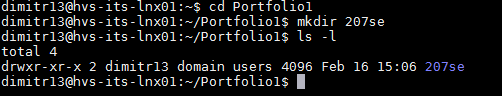 dimitr13@hvs-its-lnx01:~$ cd Portfolio1
dimitr13@hvs-its-lnx01:~/Portfolio1$ mkdir 207se
dimitr13@hvs-its-lnx01:~/Portfolio1$ ls -l
total 4
drwxr-xr-x 2 dimitr13 domain users 4096 Feb 16 15:06 207se
dimitr13@hvs-its-lnx01:~/Portfolio1$